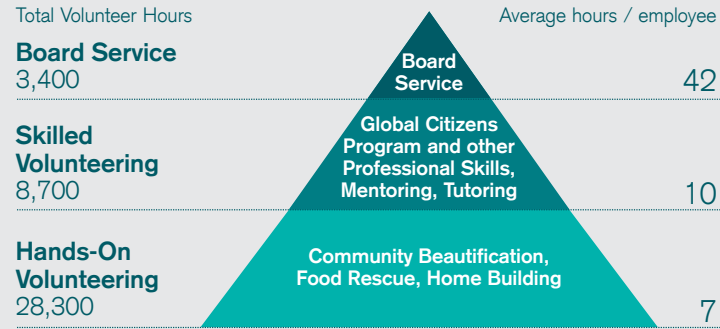 Total Volunteer Hours
Average hours / employee
Board Service
3,400
Board
Service
42
Skilled
Volunteering
8,700
Global Citizens
Program and other
Professional Skills,
Mentoring, Tutoring
10
Hands-On
Volunteering
28,300
Community Beautification,
Food Rescue, Home Building
7